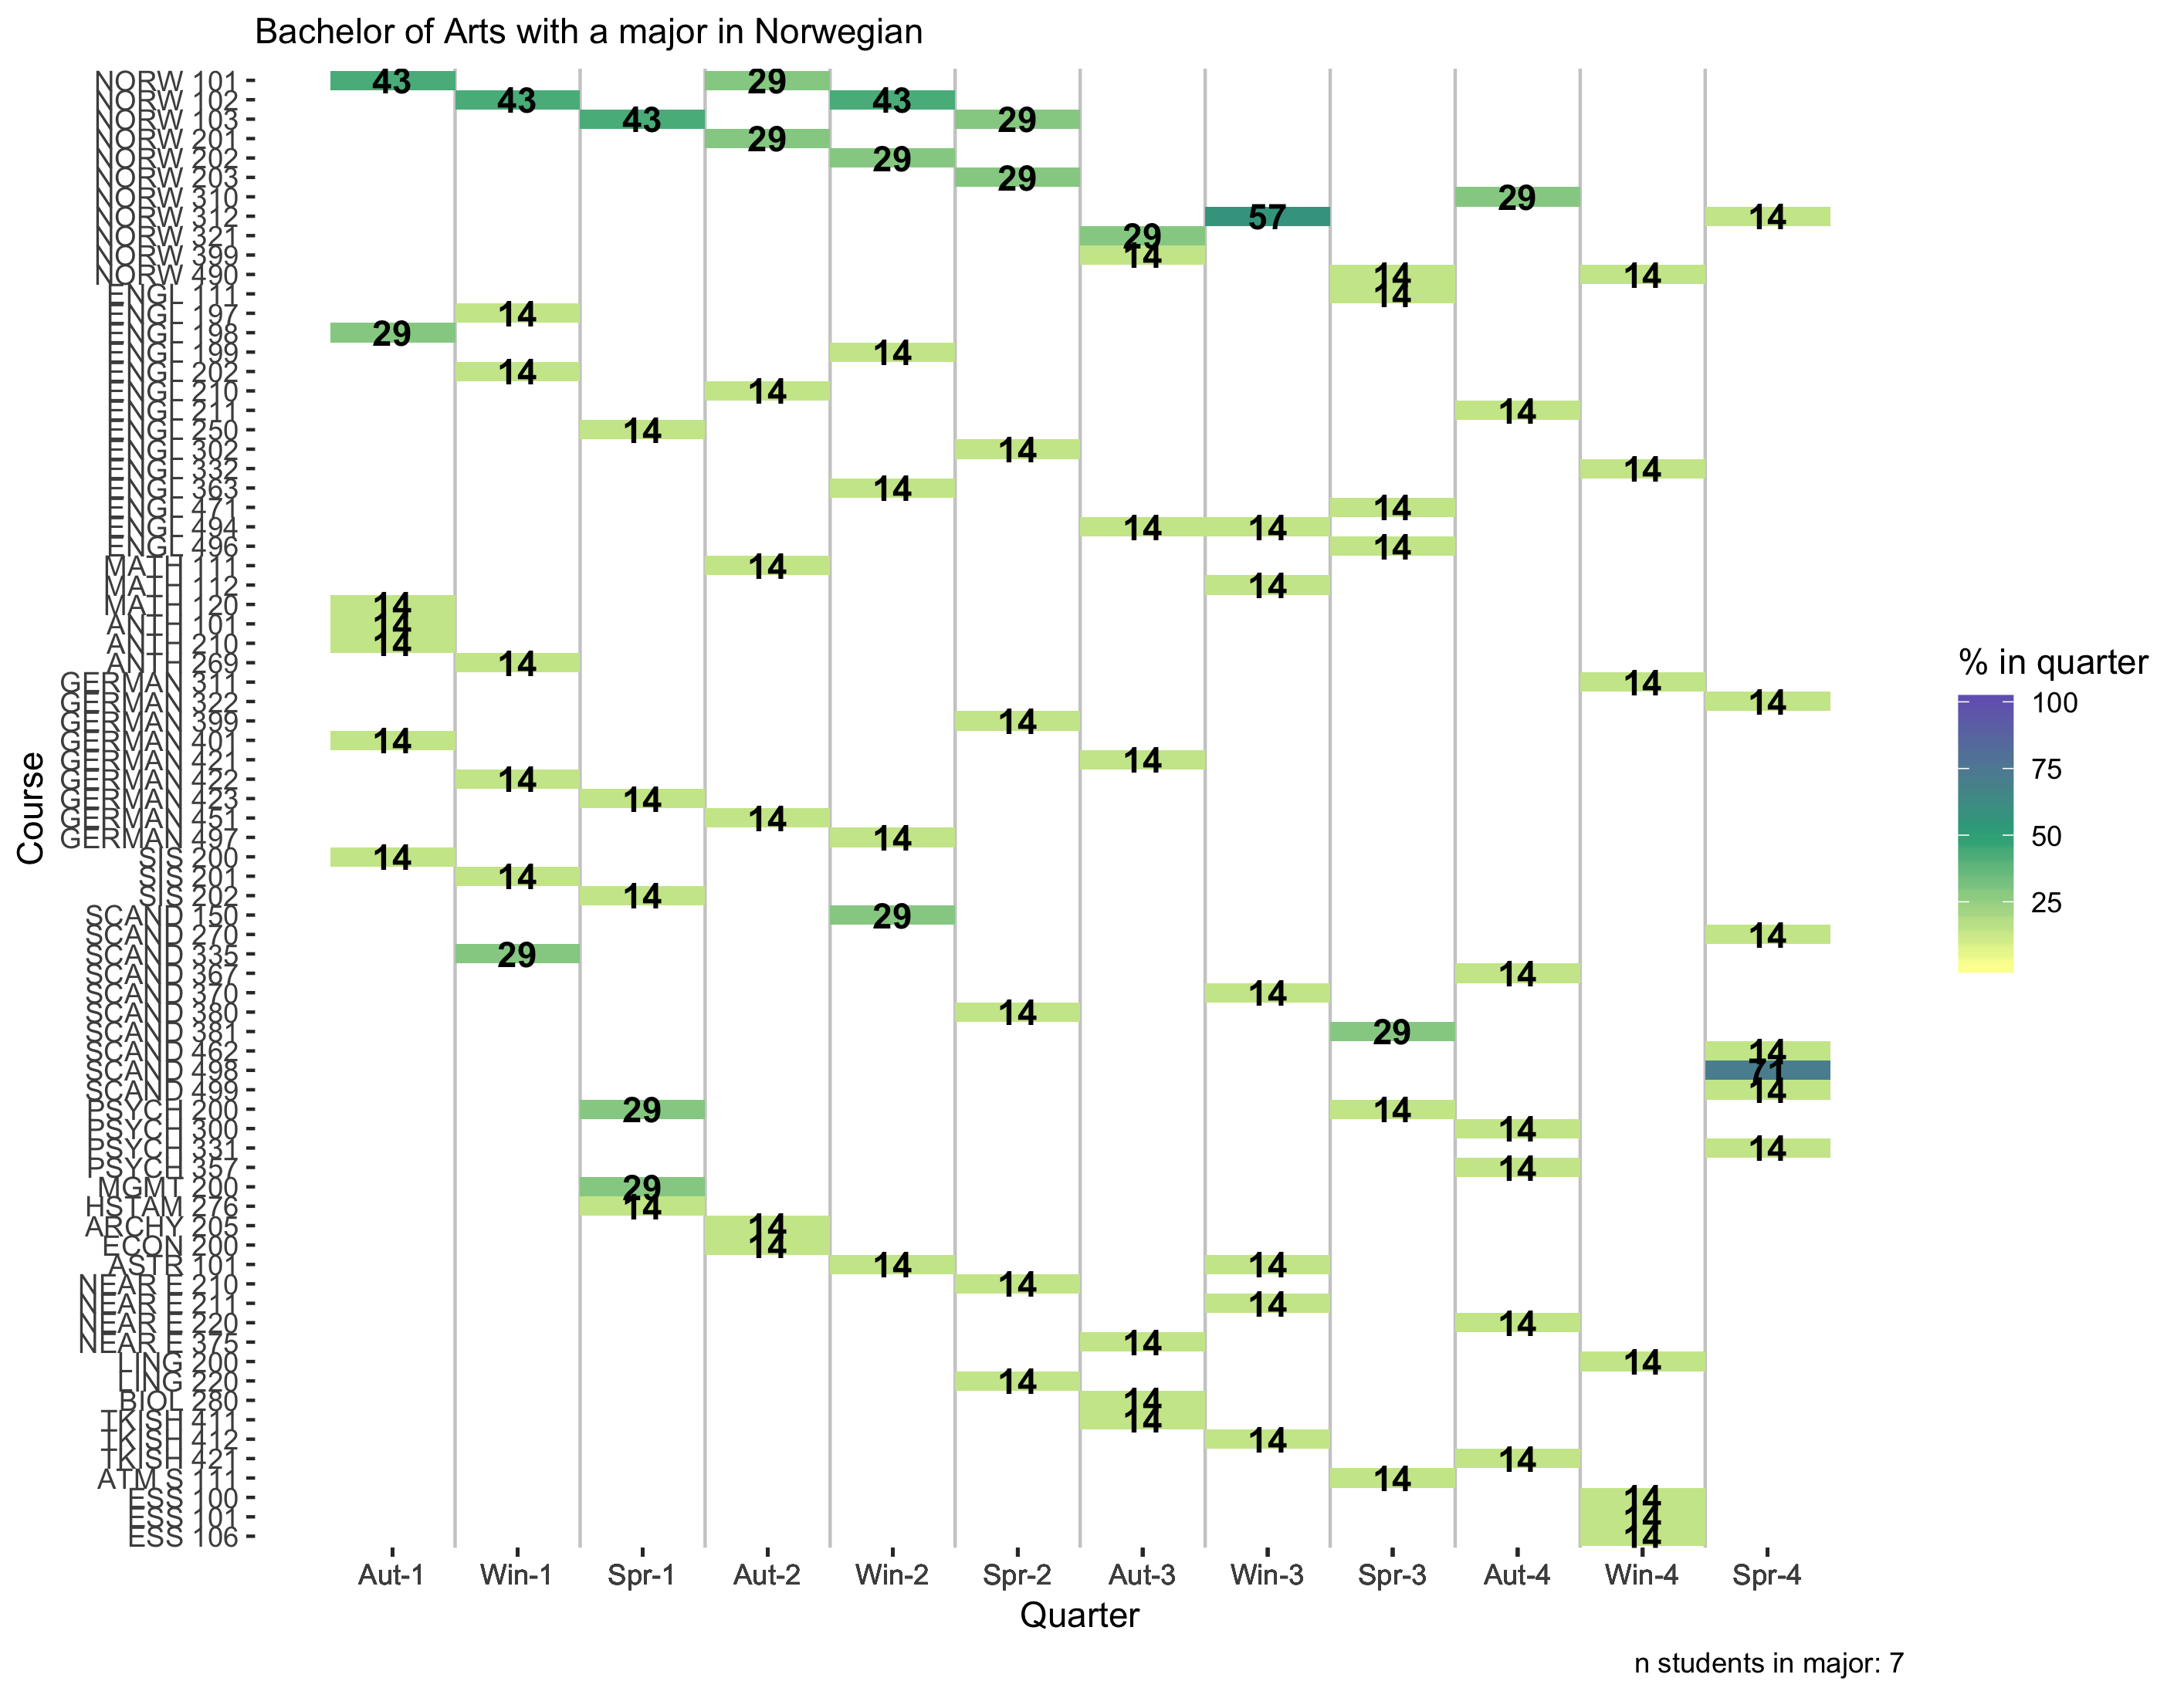 Bachelor of Arts with a major in Norwegian
NORW 101 43 29
NORW 102 43 43
NORW 103 43 29
NORW 201 29
NORW 202 29
NORW 203 29
NORW 310 29
NORW 312 57 14
NORW 321 29
NORW 399 14
NORW 490 14 14
ENGL 111 14
ENGL 197 14
ENGL 198 29
ENGL 199 14
ENGL 202 14
ENGL 210 14
ENGL 211 14
ENGL 250 14
ENGL 302 14
ENGL 332 14
ENGL 363 14
ENGL 471 14
ENGL 494 14 14
ENGL 496 14
MATH 111 14
MATH 112 14
MATH 120 14
ANTH 101 14
ANTH 210 14
ANTH 269 14
GERMAN 311 14
GERMAN 322 14
GERMAN 399 14
GERMAN 401 14
GERMAN 421 14
GERMAN 422 14
GERMAN 423 14
GERMAN 451 14
GERMAN 497 14
SIS 200 14
SIS 201 14
SIS 202 14
SCAND 150 29
SCAND 270 14
SCAND 335 29
SCAND 367 14
SCAND 370 14
SCAND 380 14
SCAND 381 29
SCAND 462 14
SCAND 498 71
SCAND 499 14
PSYCH 200 29 14
PSYCH 300 14
PSYCH 331 14
PSYCH 357 14
MGMT 200 29
HSTAM 276 14
ARCHY 205 14
ECON 200 14
ASTR 101 14 14
NEAR E 210 14
NEAR E 211 14
NEAR E 220 14
NEAR E 375 14
LING 200 14
LING 220 14
BIOL 280 14
TKISH 411 14
TKISH 412 14
TKISH 421 14
ATM S 111 14
ESS 100 14
ESS 101 14
ESS 106 14
Course
Aut-1 Win-1 Spr-1 Aut-2 Win-2 Spr-2 Aut-3 Win-3 Spr-3 Aut-4 Win-4 Spr-4
Quarter
% in quarter
100
75
50
25
n students in major: 7